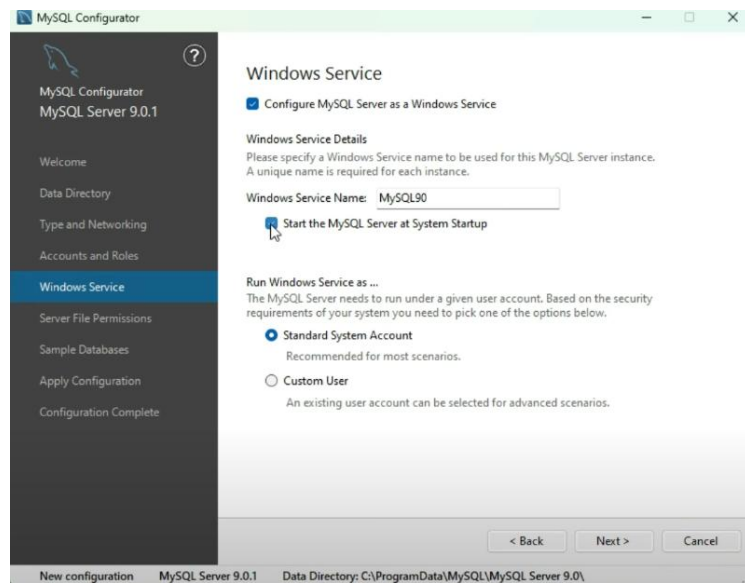 MySQL Configurator
?
MySQL Configurator
MySQL Server 9.0.1
Welcome
Data Directory
Type and Networking
Accounts and Roles
Windows Service
Server File Permissions
Sample Databases
Apply Configuration
Configuration Complete
Windows Service
Configure MySQL Server as a Windows Service
Windows Service Details
Please specify a Windows Service name to be used for this MySQL Server instance.
A unique name is required for each instance.
Windows Service Name: MySQL90
Start the MySQL Server at System Startup
Run Windows Service as ...
The MySQL Server needs to run under a given user account. Based on the security
requirements of your system you need to pick one of the options below.
Standard System Account
Recommended for most scenarios.
Custom User
An existing user account can be selected for advanced scenarios.
< Back Next > Cancel
New configuration MySQL Server 9.0.1 Data Directory: C:\ProgramData\MySQL\MySQL Server 9.0\